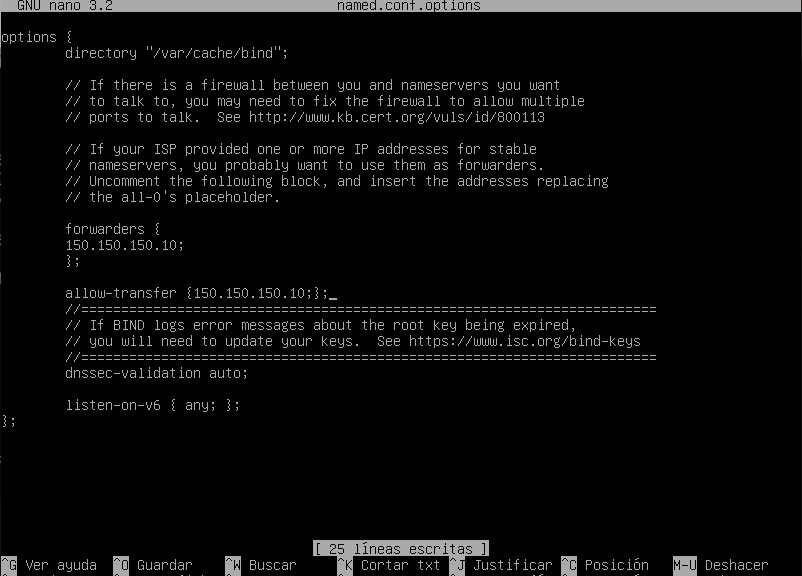 GNU nano 3.2 named.conf.options
options {
directory "/var/cache/bind";
// If there is a firewall between you and nameservers you want
// to talk to, you may need to fix the firewall to allow multiple
// ports to talk.  See http://www.kb.cert.org/vuls/id/800113
// If your ISP provided one or more IP addresses for stable
// nameservers, you probably want to use them as forwarders.
// Uncomment the following block, and insert the addresses replacing
// the all-0's placeholder.
forwarders {
150.150.150.10;
};
allow-transfer {150.150.150.10;};
//========================================================================
// If BIND logs error messages about the root key being expired,
// you will need to update your keys.  See https://www.isc.org/bind-keys
//========================================================================
dnssec-validation auto;
listen-on-v6 { any; };
};
[ 25 líneas escritas ]
^G Ver ayuda ^O Guardar ^W Buscar ^K Cortar txt ^J Justificar ^C Posición M-U Deshacer